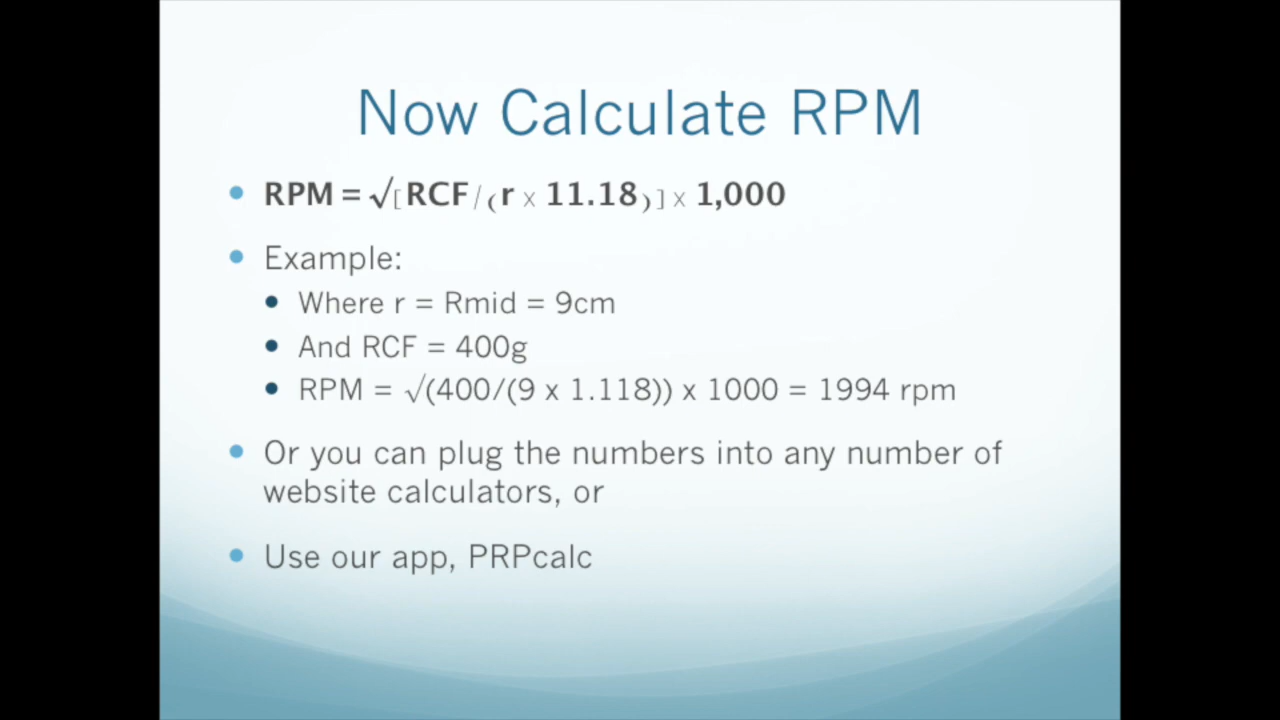 Now Calculate RPM
• RPM = √[RCF/(r x 11.18)] x 1,000
• Example:
• Where r = Rmid = 9cm
• And RCF = 400g
• RPM = √(400/(9 x 1.118)) x 1000 = 1994 rpm
• Or you can plug the numbers into any number of
website calculators, or
• Use our app, PRPcalc